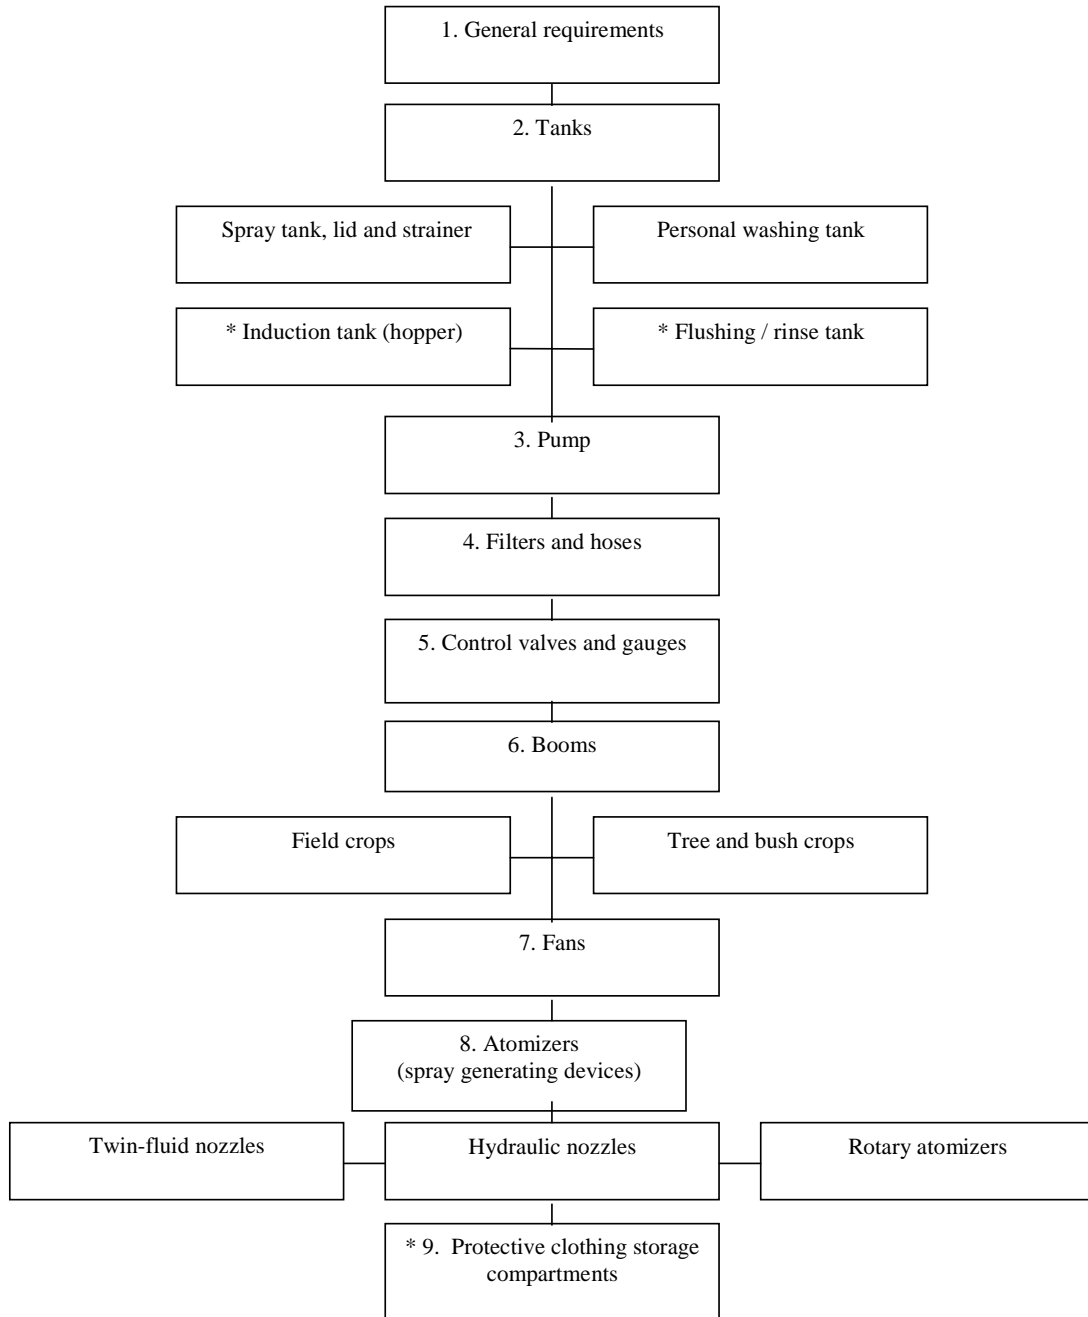 1. General requirements
2. Tanks
Spray tank, lid and strainer
Personal washing tank
* Induction tank (hopper)
* Flushing / rinse tank
3. Pump
4. Filters and hoses
5. Control valves and gauges
6. Booms
Field crops
Tree and bush crops
7. Fans
8. Atomizers
(spray generating devices)
Twin-fluid nozzles
Hydraulic nozzles
Rotary atomizers
* 9.  Protective clothing storage
compartments